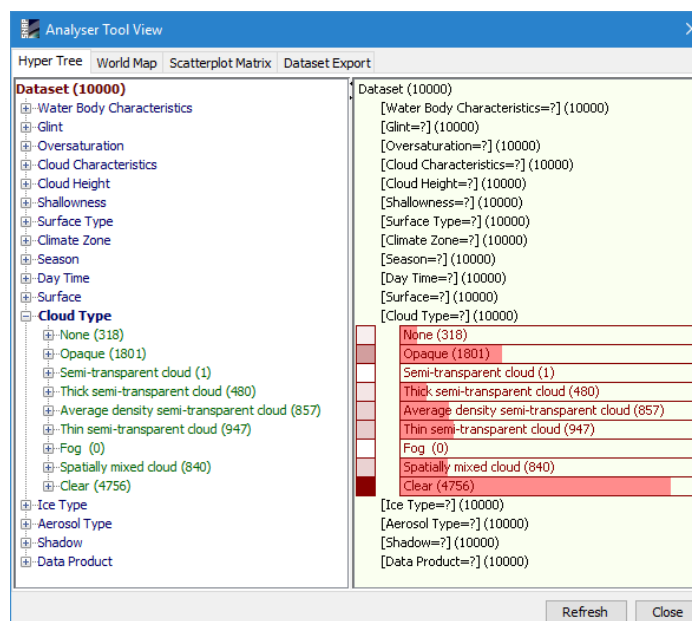 SNAP
Analyser Tool View
Hyper Tree World Map Scatterplot Matrix Dataset Export
Dataset (10000)
Water Body Characteristics
Glint
Oversaturation
Cloud Characteristics
Cloud Height
Shallowness
Surface Type
Climate Zone
Season
Day Time
Surface
Cloud Type
None (318)
Opaque (1801)
Semi-transparent cloud (1)
Thick semi-transparent cloud (480)
Average density semi-transparent cloud (857)
Thin semi-transparent cloud (947)
Fog (0)
Spatially mixed cloud (840)
Clear (4756)
Ice Type
Aerosol Type
Shadow
Data Product
Dataset (10000)
[Water Body Characteristics=?] (10000)
[Glint=?] (10000)
[Oversaturation=?] (10000)
[Cloud Characteristics=?] (10000)
[Cloud Height=?] (10000)
[Shallowness=?] (10000)
[Surface Type=?] (10000)
[Climate Zone=?] (10000)
[Season=?] (10000)
[Day Time=?] (10000)
[Surface=?] (10000)
[Cloud Type=?] (10000)
None (318)
Opaque (1801)
Semi-transparent cloud (1)
Thick semi-transparent cloud (480)
Average density semi-transparent cloud (857)
Thin semi-transparent cloud (947)
Fog (0)
Spatially mixed cloud (840)
Clear (4756)
[Ice Type=?] (10000)
[Aerosol Type=?] (10000)
[Shadow=?] (10000)
[Data Product=?] (10000)
Refresh Close